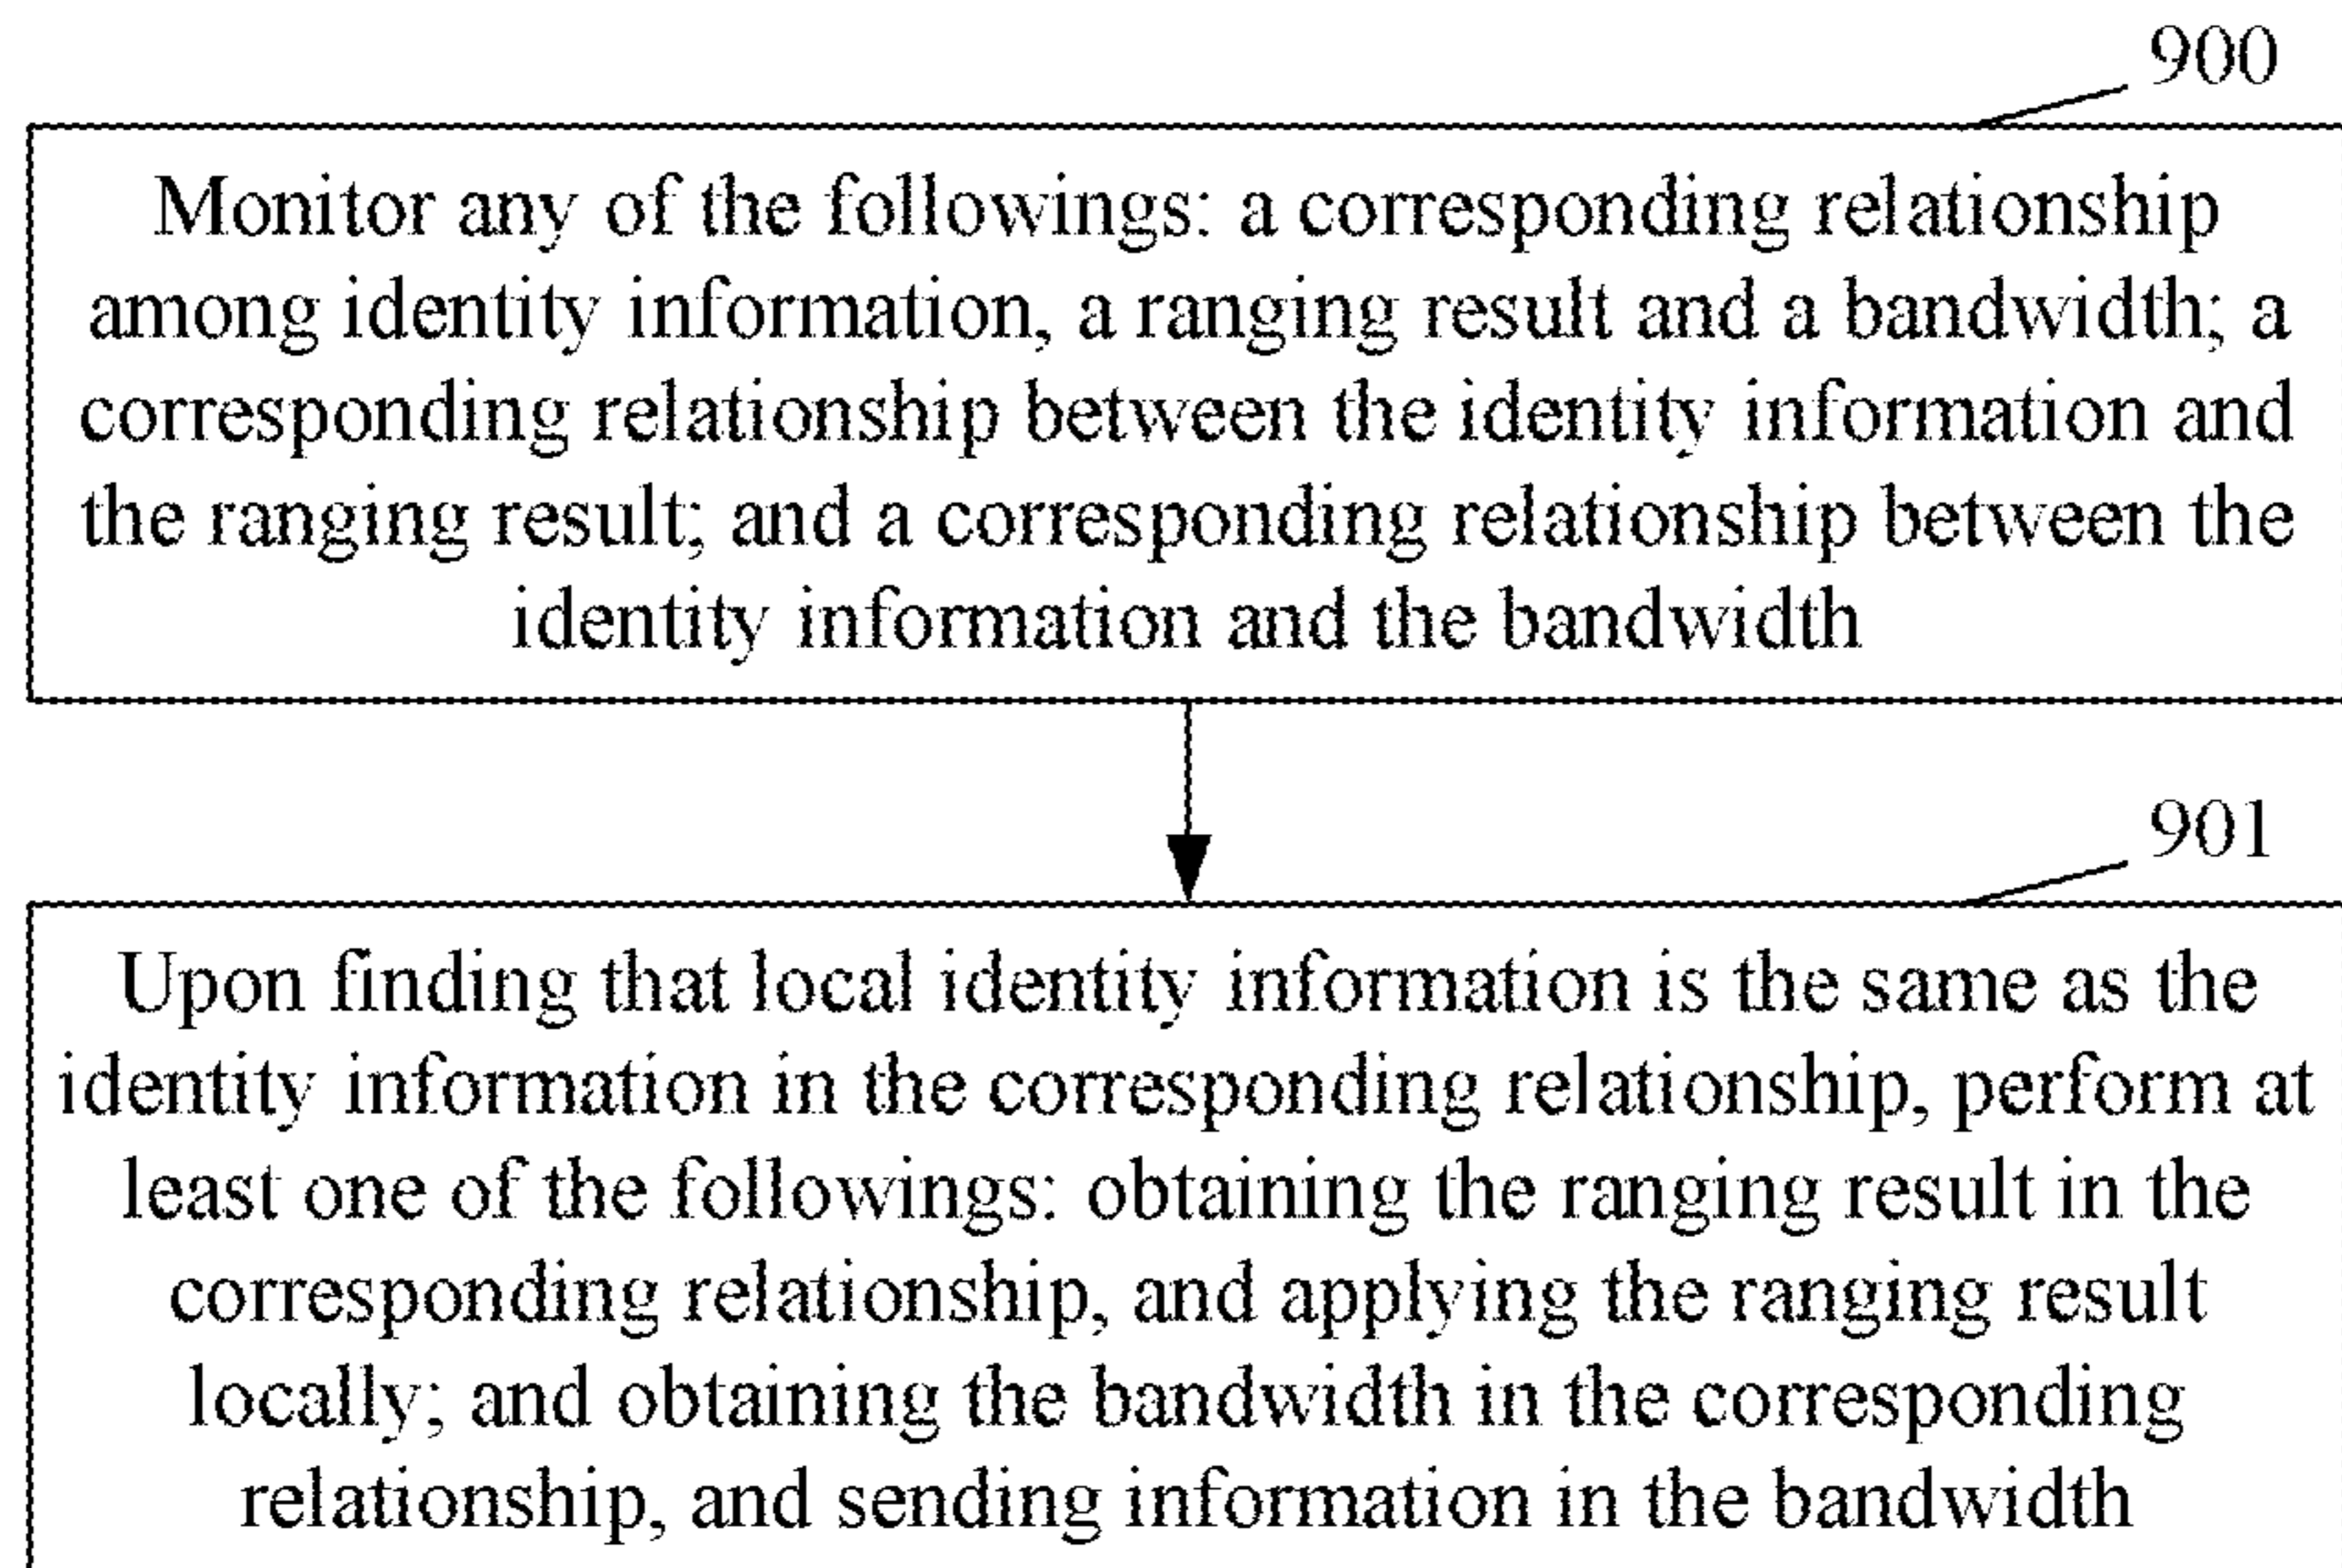 900
Monitor any of the followings: a corresponding relationship
among identity information, a ranging result and a bandwidth; a
corresponding relationship between the identity information and
the ranging result; and a corresponding relationship between the
identity information and the bandwidth
901
Upon finding that local identity information is the same as the
identity information in the corresponding relationship, perform at
least one of the followings: obtaining the ranging result in the
corresponding relationship, and applying the ranging result
locally; and obtaining the bandwidth in the corresponding
relationship, and sending information in the bandwidth